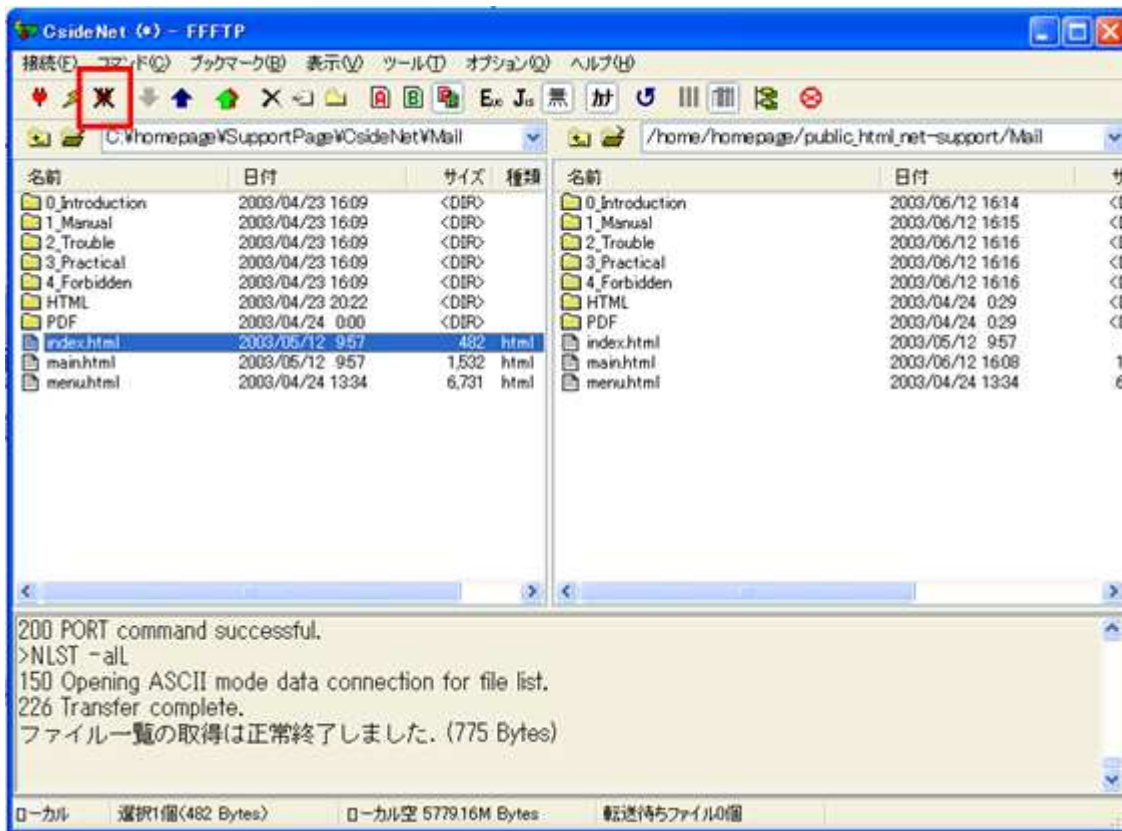 CsideNet (*) - FFFTP
接続(F) コマンド(C) ブックマーク(B) 表示(V) ツール(T) オプション(O) ヘルプ(H)
A B Euc Jis 無 カナ
C:¥homepage¥SupportPage¥CsideNet¥Mail /home/homepage/public_html_net-support/Mail
名前 日付 サイズ 種類 名前 日付 サ
0_Introduction 2003/04/23 16:09 <DIR> 0_Introduction 2003/06/12 16:14 <D
1_Manual 2003/04/23 16:09 <DIR> 1_Manual 2003/06/12 16:15 <D
2_Trouble 2003/04/23 16:09 <DIR> 2_Trouble 2003/06/12 16:16 <D
3_Practical 2003/04/23 16:09 <DIR> 3_Practical 2003/06/12 16:16 <D
4_Forbidden 2003/04/23 16:09 <DIR> 4_Forbidden 2003/06/12 16:16 <D
HTML 2003/04/23 20:22 <DIR> HTML 2003/04/24 0:29 <D
PDF 2003/04/24 0:00 <DIR> PDF 2003/04/24 0:29 <D
index.html 2003/05/12 9:57 482 html index.html 2003/05/12 9:57
main.html 2003/05/12 9:57 1,532 html main.html 2003/06/12 16:08 1
menu.html 2003/04/24 13:34 6,731 html menu.html 2003/04/24 13:34 6
200 PORT command successful.
>NLST -alL
150 Opening ASCII mode data connection for file list.
226 Transfer complete.
ファイル一覧の取得は正常終了しました. (775 Bytes)
ローカル 選択1個(482 Bytes) ローカル空 5779.16M Bytes 転送待ちファイル0個